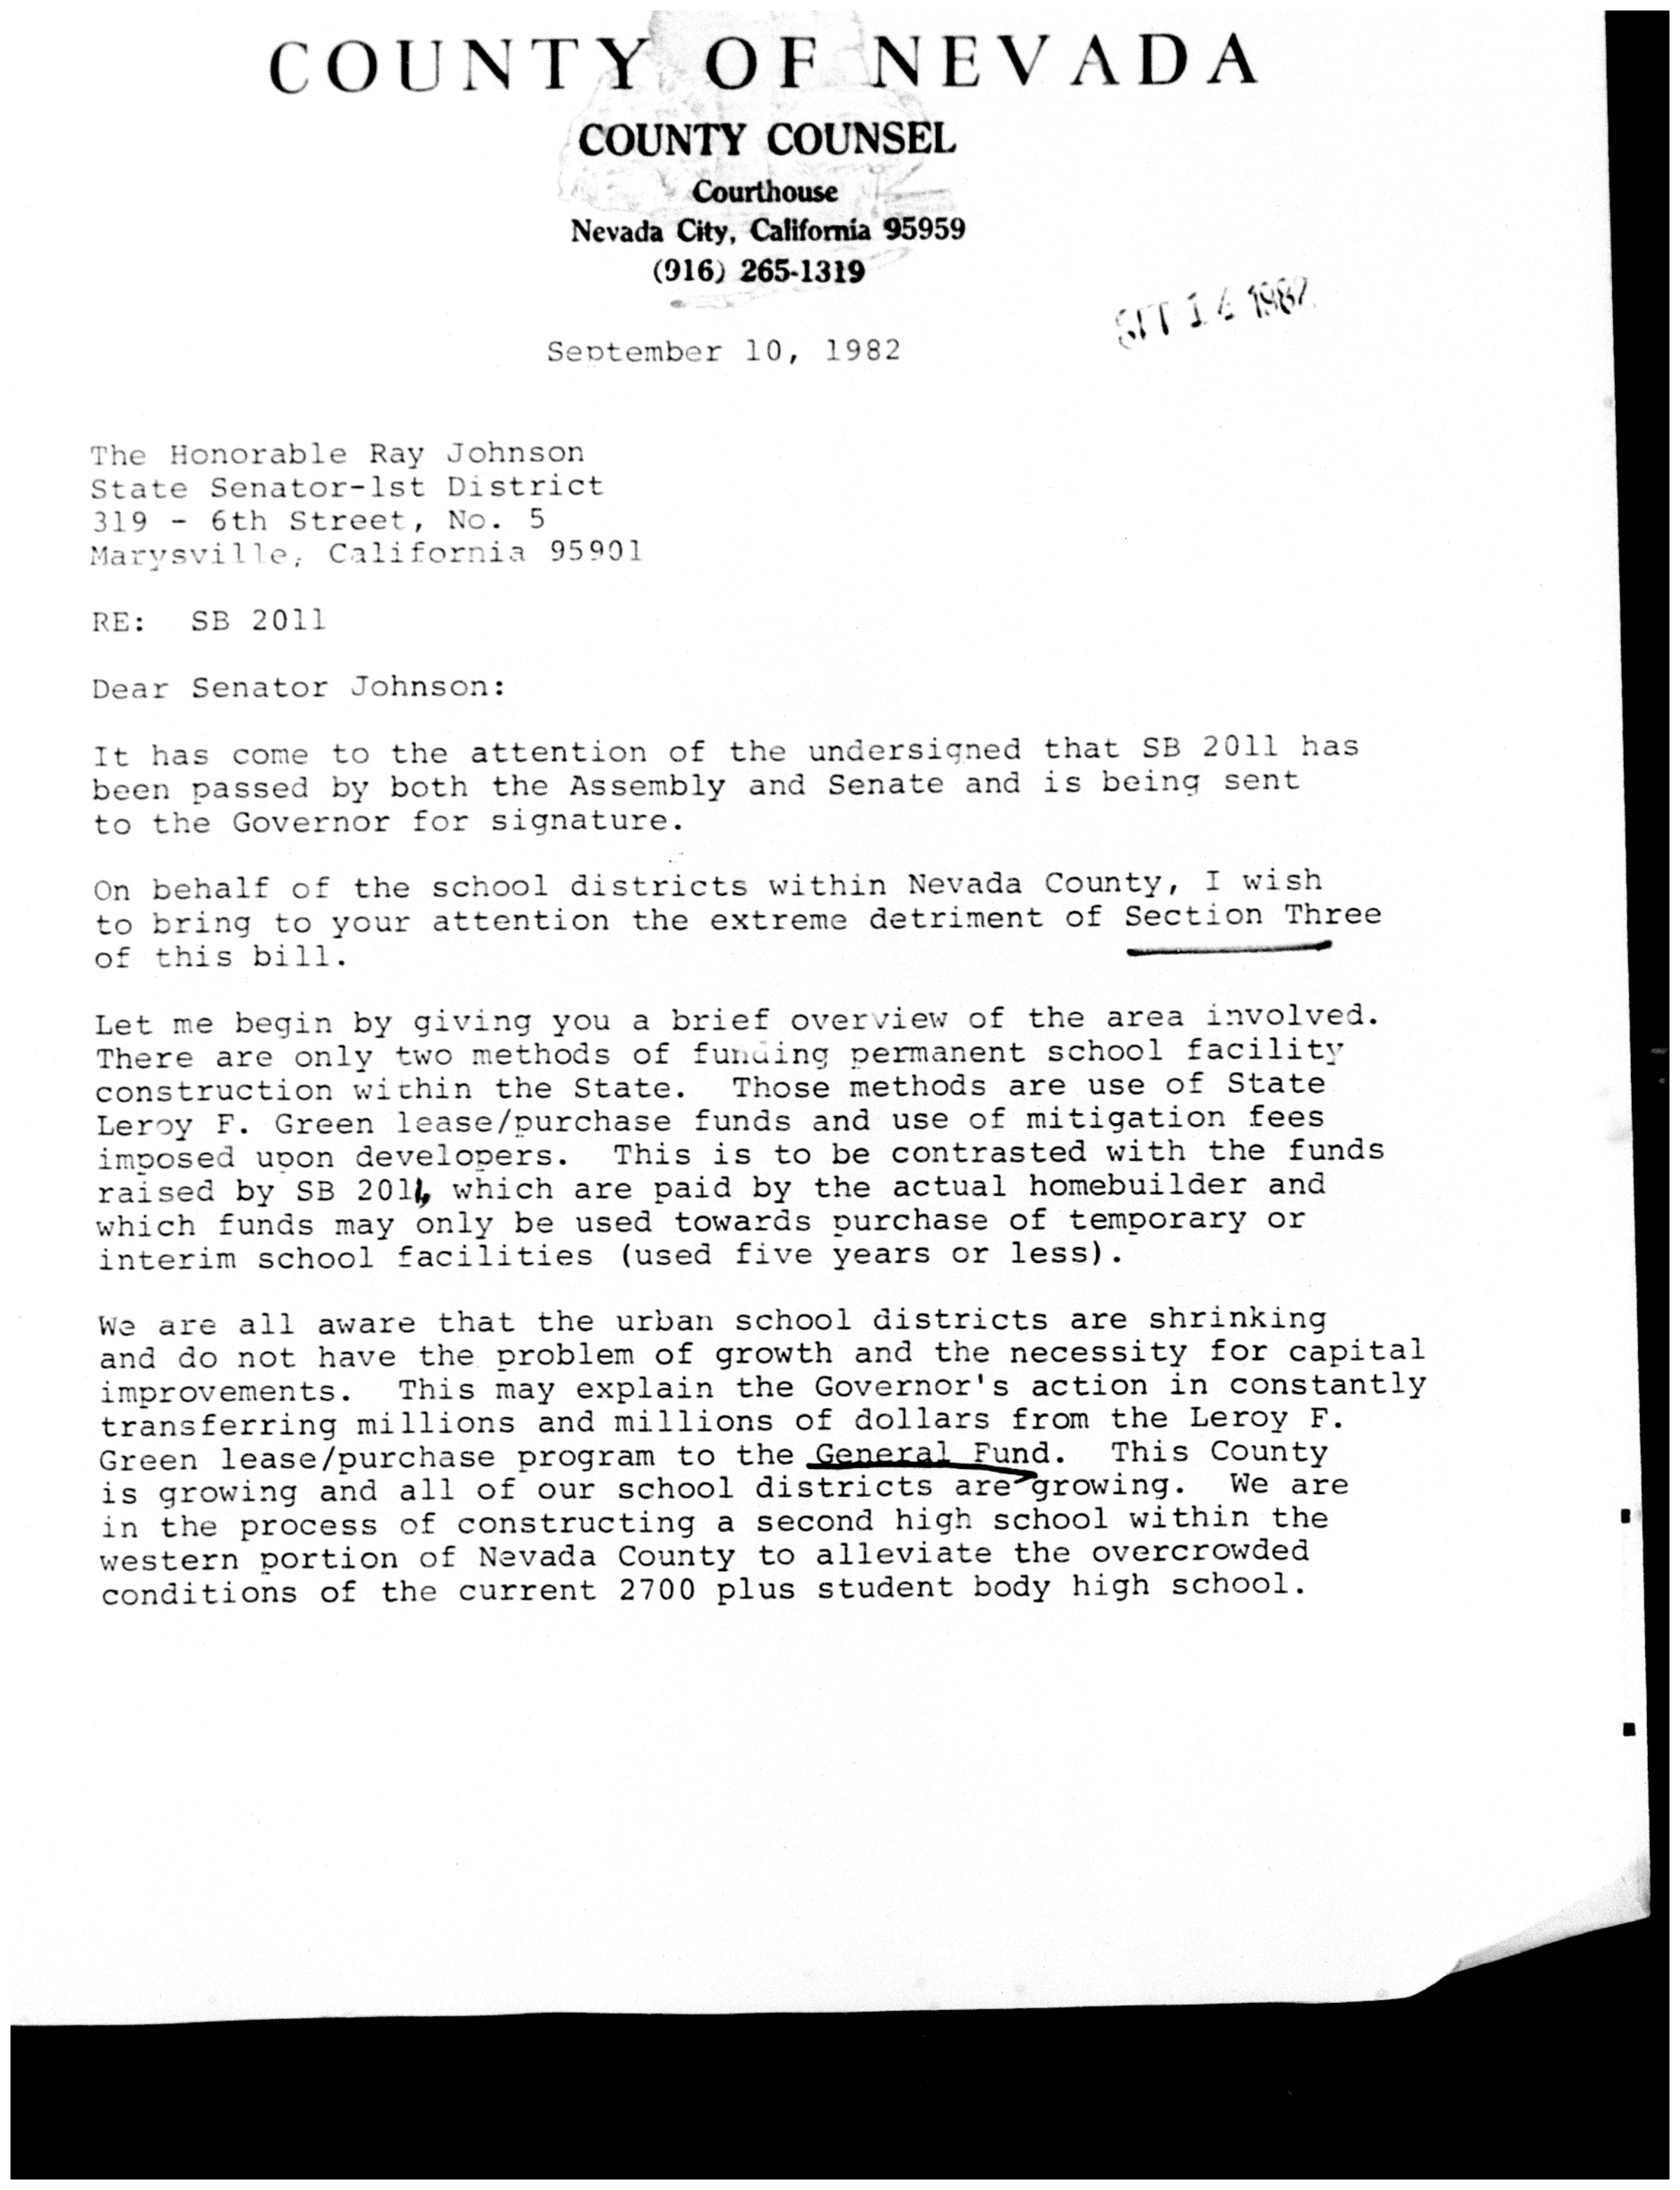 COUNTY OF NEVADA
COUNTY COUNSEL
Courthouse
Nevada City, California 95959
(916) 265-1319
September 10, 1982
14 1982
The Honorable Ray Johnson
State Senator-1st District
319 - 6th Street, No. 5
Marysville, California 95901
RE: SB 2011
Dear Senator Johnson:
It has come to the attention of the undersigned that SB 2011 has
been passed by both the Assembly and Senate and is being sent
to the Governor for signature.
On behalf of the school districts within Nevada County, I wish
to bring to your attention the extreme detriment of Section Three
of this bill.
Let me begin by giving you a brief overview of the area involved.
There are only two methods of funding permanent school facility
construction within the State. Those methods are use of State
Leroy F. Green lease/purchase funds and use of mitigation fees
imposed upon developers. This is to be contrasted with the funds
raised by SB 2011, which are paid by the actual homebuilder and
which funds may only be used towards purchase of temporary or
interim school facilities (used five years or less).
We are all aware that the urban school districts are shrinking
and do not have the problem of growth and the necessity for capital
improvements. This may explain the Governor's action in constantly
transferring millions and millions of dollars from the Leroy F.
Green lease/purchase program to the General Fund. This County
is growing and all of our school districts are growing. We are
in the process of constructing a second high school within the
western portion of Nevada County to alleviate the overcrowded
conditions of the current 2700 plus student body high school.